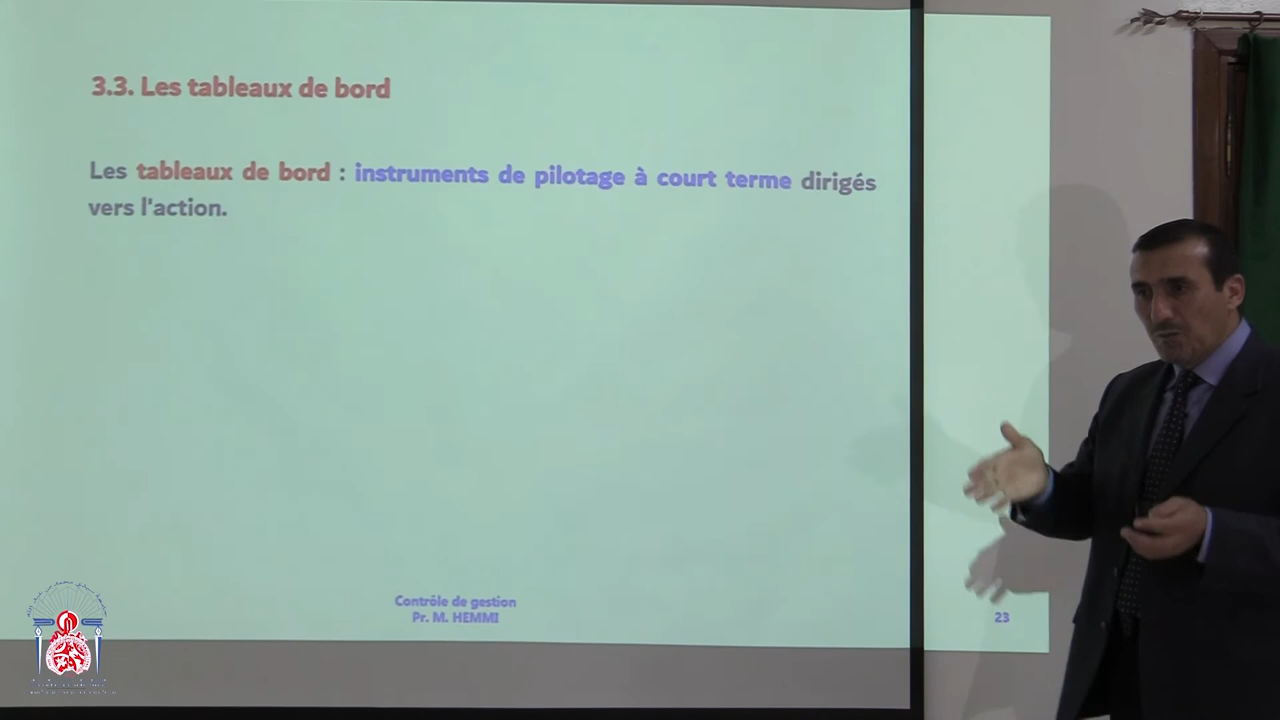 3.3. Les tableaux de bord
Les tableaux de bord : instruments de pilotage à court terme dirigés
vers l'action.
Contrôle de gestion
Pr. M. HEMMI
23